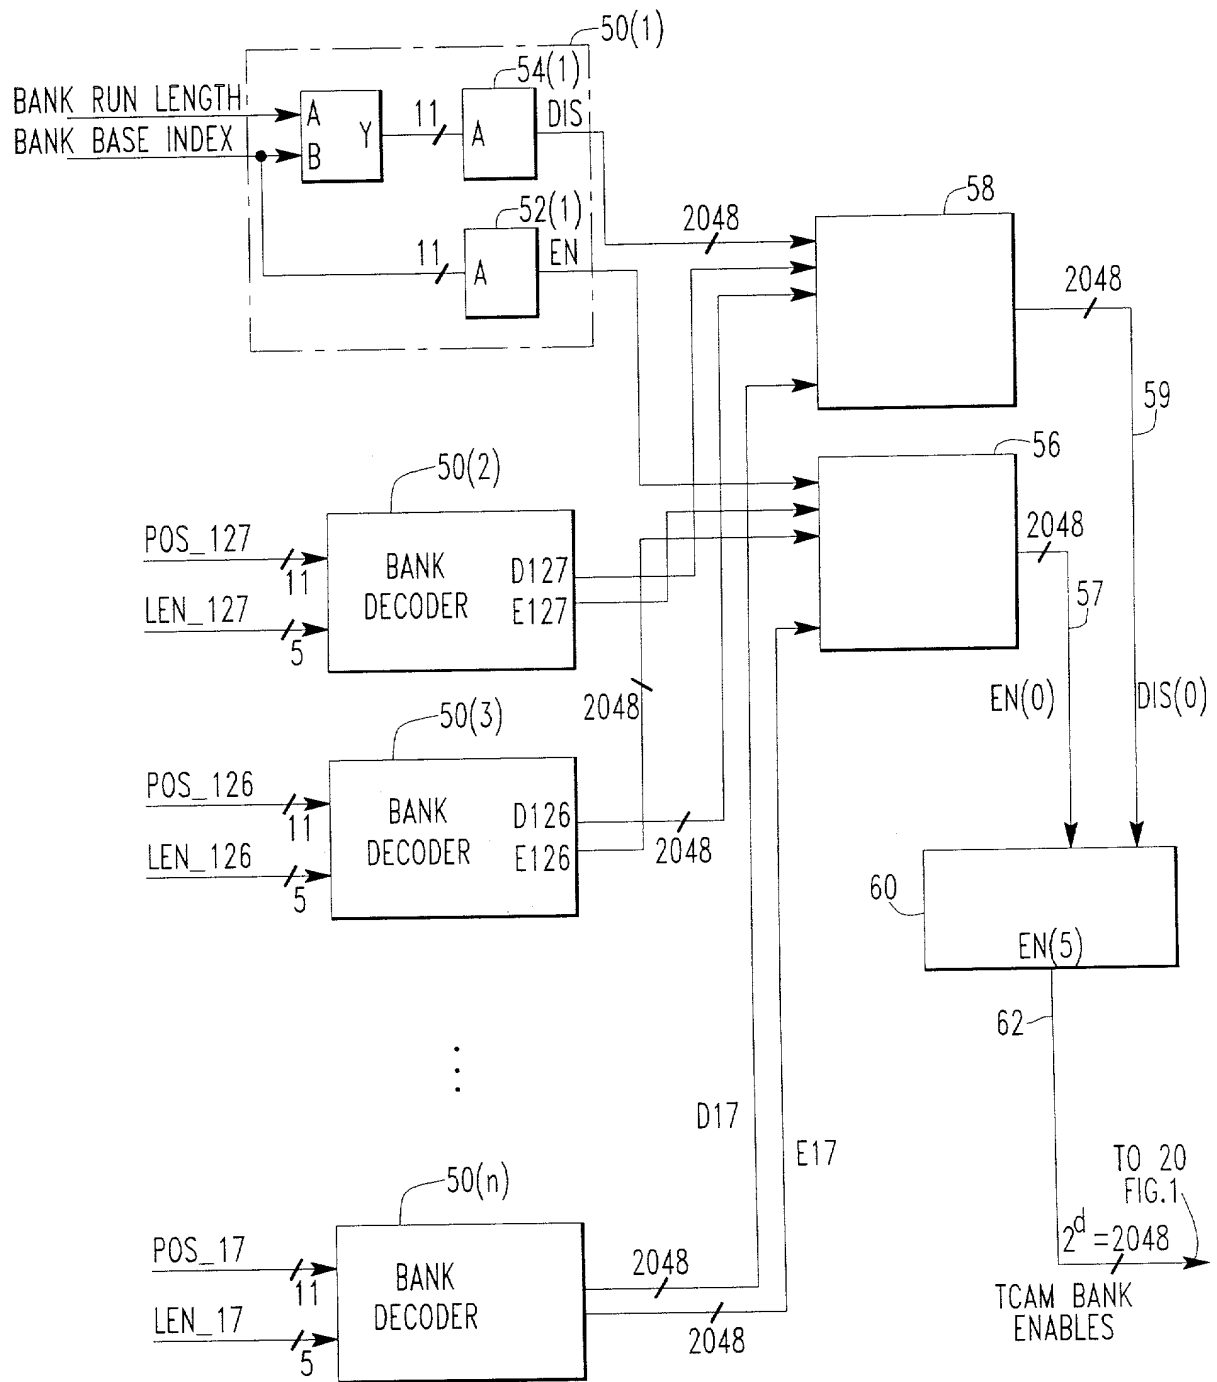 50(1)
54(1)
BANK RUN LENGTH
A
11
DIS
Y
A
BANK BASE INDEX
B
52(1)
58
11
EN
2048
A
2048
59
56
50(2)
POS_127
11
BANK
DECODER
D127
E127
2048
57
LEN_127
5
2048
EN(0)
DIS(0)
50(3)
POS_126
11
BANK
DECODER
D126
E126
2048
LEN_126
5
60
EN(5)
62
D17
E17
TO 20
FIG.1
50(n)
2^d =2048
POS_17
11
BANK
DECODER
2048
2048
LEN_17
5
TCAM BANK
ENABLES